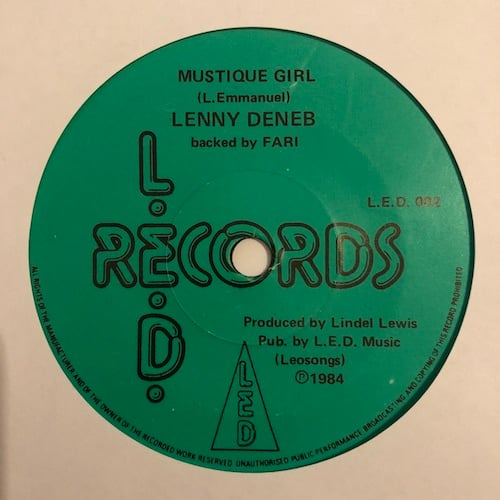 MUSTIQUE GIRL
(L.Emmanuel)
LENNY DENEB
backed by FARI
L.E.D. 002
L.E.D.
RECORDS
Produced by Lindel Lewis
Pub. by L.E.D. Music
(Leosongs)
℗1984
LED
ALL RIGHTS OF THE MANUFACTURER AND OF THE OWNER OF THE RECORDED WORK RESERVED. UNAUTHORISED PUBLIC PERFORMANCE, BROADCASTING AND COPYING OF THIS RECORD PROHIBITED